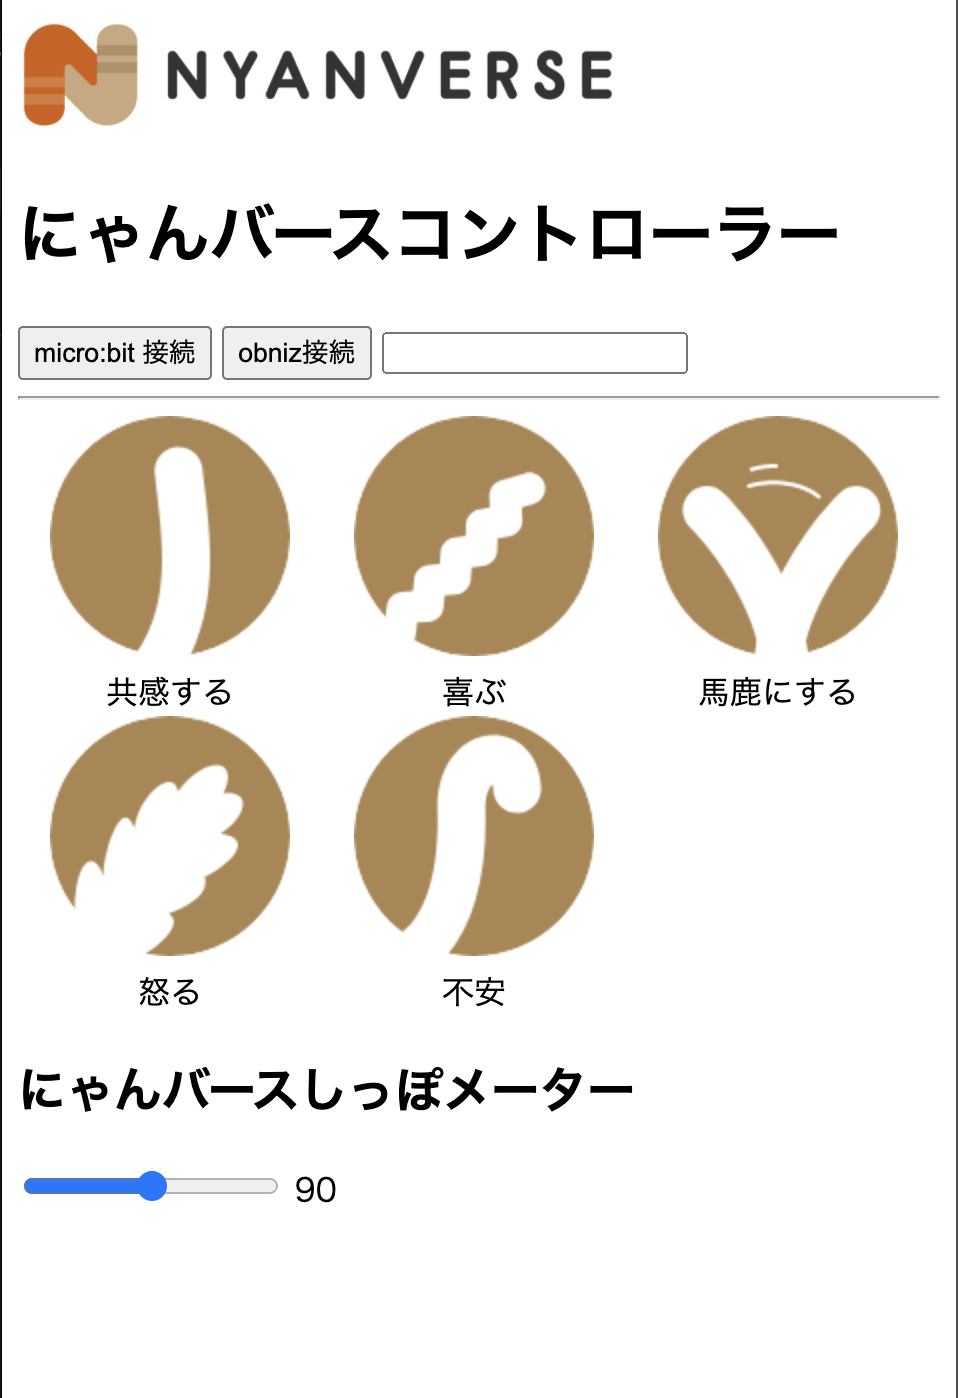 NYANVERSE
にゃんバースコントローラー
micro:bit 接続 obniz接続
共感する 喜ぶ 馬鹿にする
怒る 不安
にゃんバースしっぽメーター
90